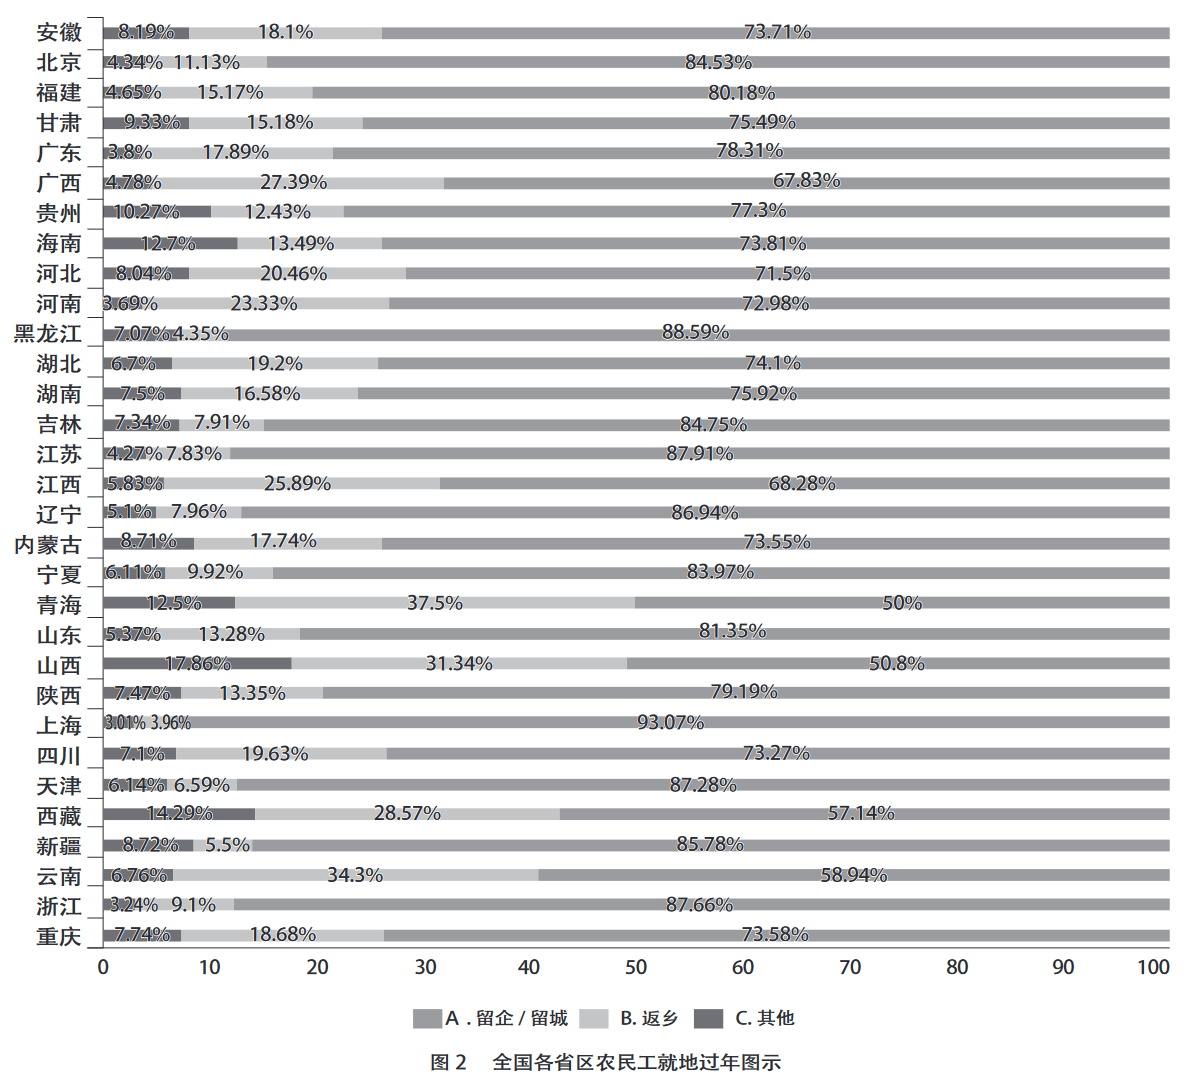 安徽 8.19% 18.1% 73.71%
北京 4.34% 11.13% 84.53%
福建 4.65% 15.17% 80.18%
甘肃 9.33% 15.18% 75.49%
广东 3.8% 17.89% 78.31%
广西 4.78% 27.39% 67.83%
贵州 10.27% 12.43% 77.3%
海南 12.7% 13.49% 73.81%
河北 8.04% 20.46% 71.5%
河南 3.69% 23.33% 72.98%
黑龙江 7.07% 4.35% 88.59%
湖北 6.7% 19.2% 74.1%
湖南 7.5% 16.58% 75.92%
吉林 7.34% 7.91% 84.75%
江苏 4.27% 7.83% 87.91%
江西 5.83% 25.89% 68.28%
辽宁 5.1% 7.96% 86.94%
内蒙古 8.71% 17.74% 73.55%
宁夏 6.11% 9.92% 83.97%
青海 12.5% 37.5% 50%
山东 5.37% 13.28% 81.35%
山西 17.86% 31.34% 50.8%
陕西 7.47% 13.35% 79.19%
上海 3.01% 3.96% 93.07%
四川 7.1% 19.63% 73.27%
天津 6.14% 6.59% 87.28%
西藏 14.29% 28.57% 57.14%
新疆 8.72% 5.5% 85.78%
云南 6.76% 34.3% 58.94%
浙江 3.24% 9.1% 87.66%
重庆 7.74% 18.68% 73.58%
0 10 20 30 40 50 60 70 80 90 100
A . 留企 / 留城 B. 返乡 C. 其他
图 2 全国各省区农民工就地过年图示